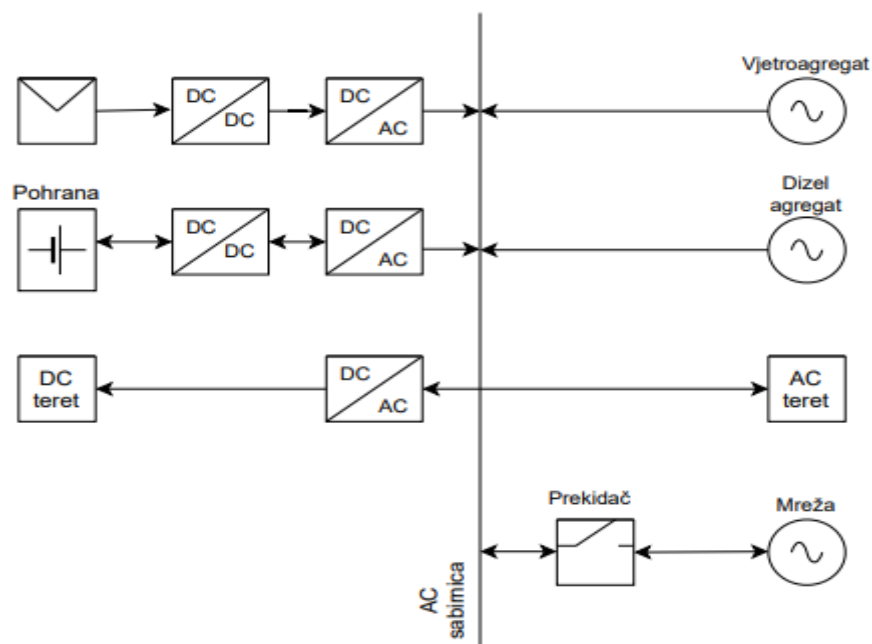 Vjetroagregat
DC
DC
DC
AC
Pohrana
Dizel
agregat
DC
DC
DC
AC
DC
teret
DC
AC
AC
teret
Prekidač
Mreža
AC
sabirnica